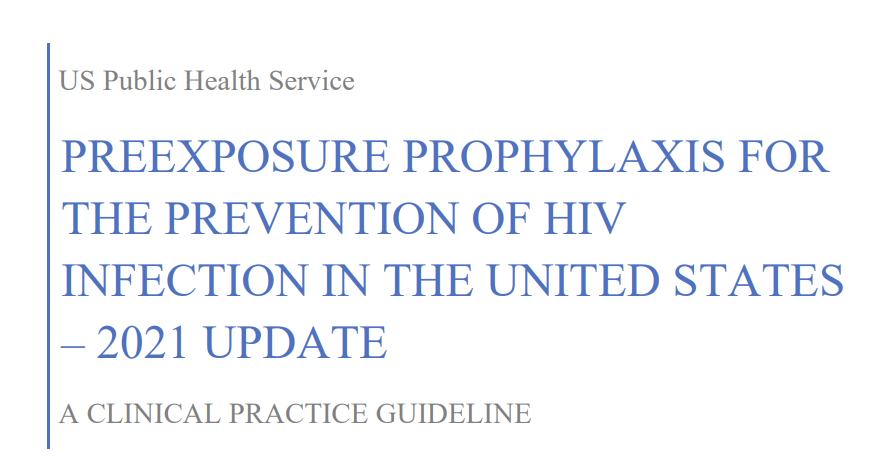 US Public Health Service
PREEXPOSURE PROPHYLAXIS FOR
THE PREVENTION OF HIV
INFECTION IN THE UNITED STATES
– 2021 UPDATE
A CLINICAL PRACTICE GUIDELINE